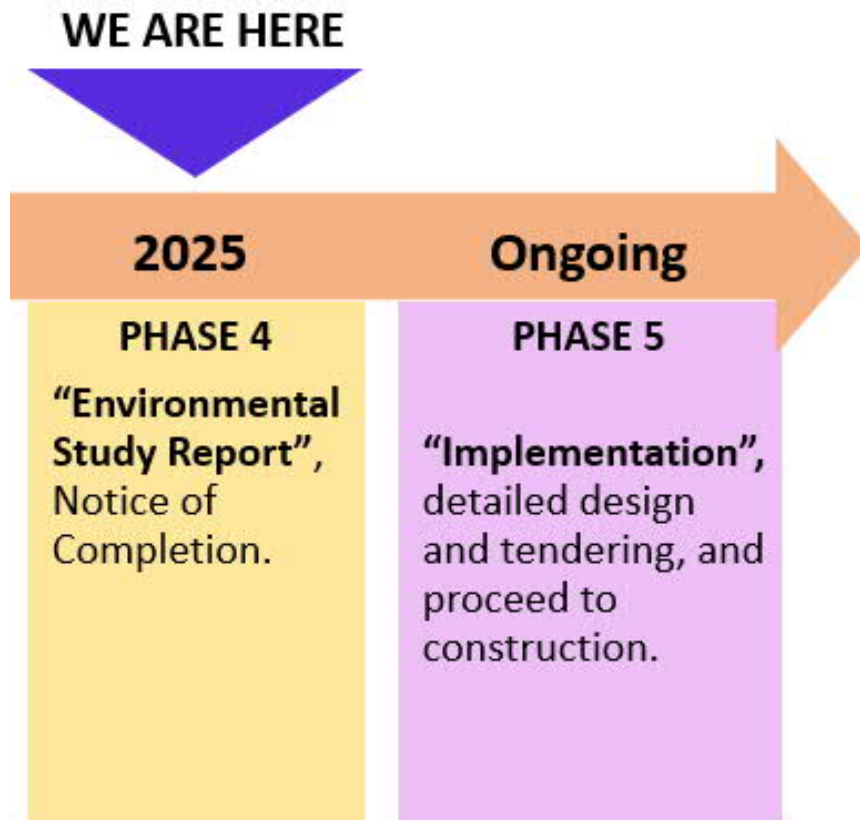 WE ARE HERE
2025
Ongoing
PHASE 4
“Environmental
Study Report”,
Notice of
Completion.
PHASE 5
“Implementation”,
detailed design
and tendering, and
proceed to
construction.